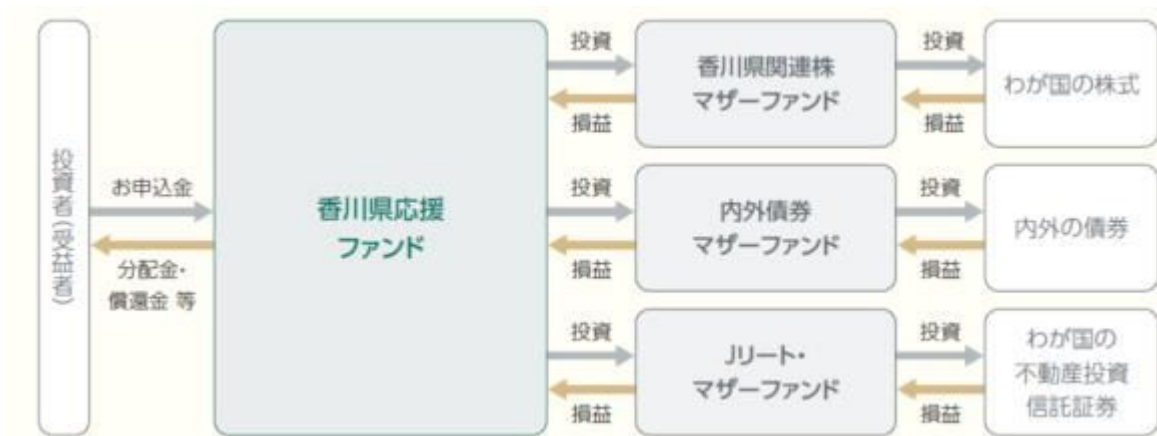 投資者(受益者)
お申込金
分配金・
償還金 等
香川県応援
ファンド
投資
損益
香川県関連株
マザーファンド
投資
損益
わが国の株式
投資
損益
内外債券
マザーファンド
投資
損益
内外の債券
投資
損益
Jリート・
マザーファンド
投資
損益
わが国の
不動産投資
信託証券